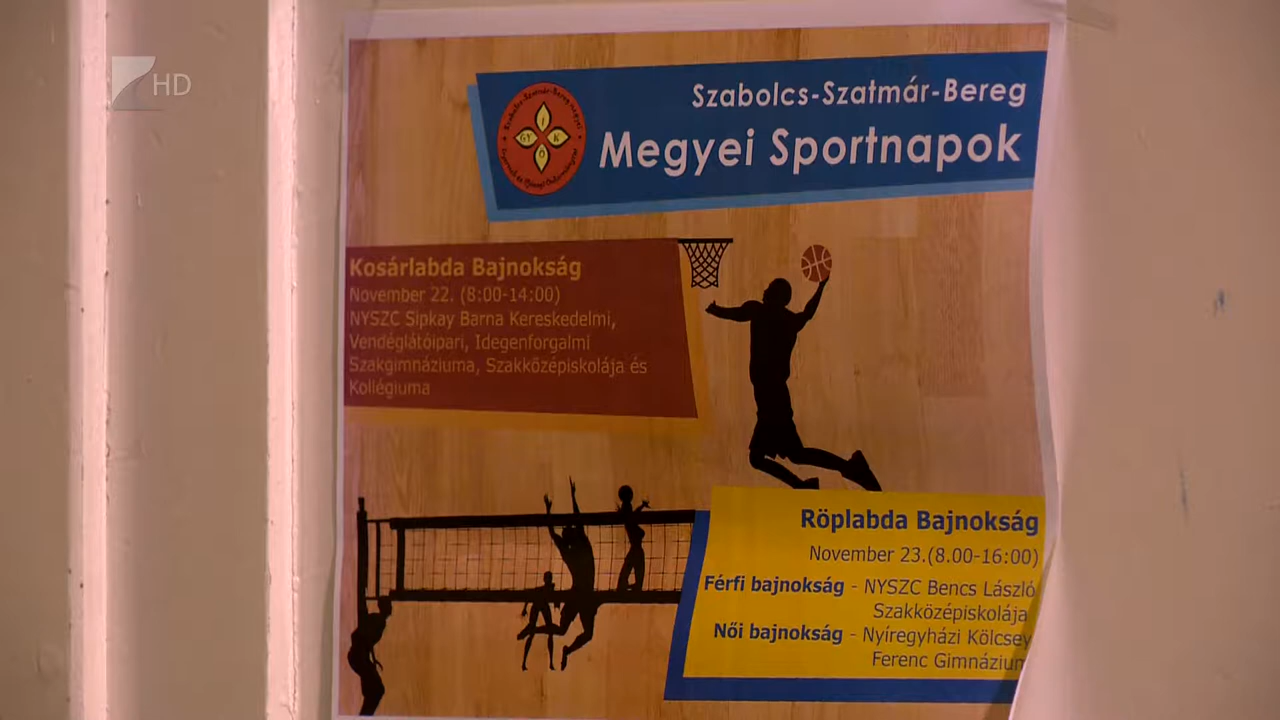 HD
Szabolcs-Szatmár-Bereg
Megyei Sportnapok
GY
I
K
Ö
Kosárlabda Bajnokság
November 22. (8:00-14:00)
NYSZC Sipkay Barna Kereskedelmi,
Vendéglátóipari, Idegenforgalmi
Szakgimnáziuma, Szakközépiskolája és
Kollégiuma
Röplabda Bajnokság
November 23.(8.00-16:00)
Férfi bajnokság - NYSZC Bencs László
Szakközépiskolája
Női bajnokság - Nyíregyházi Kölcsey
Ferenc Gimnázium